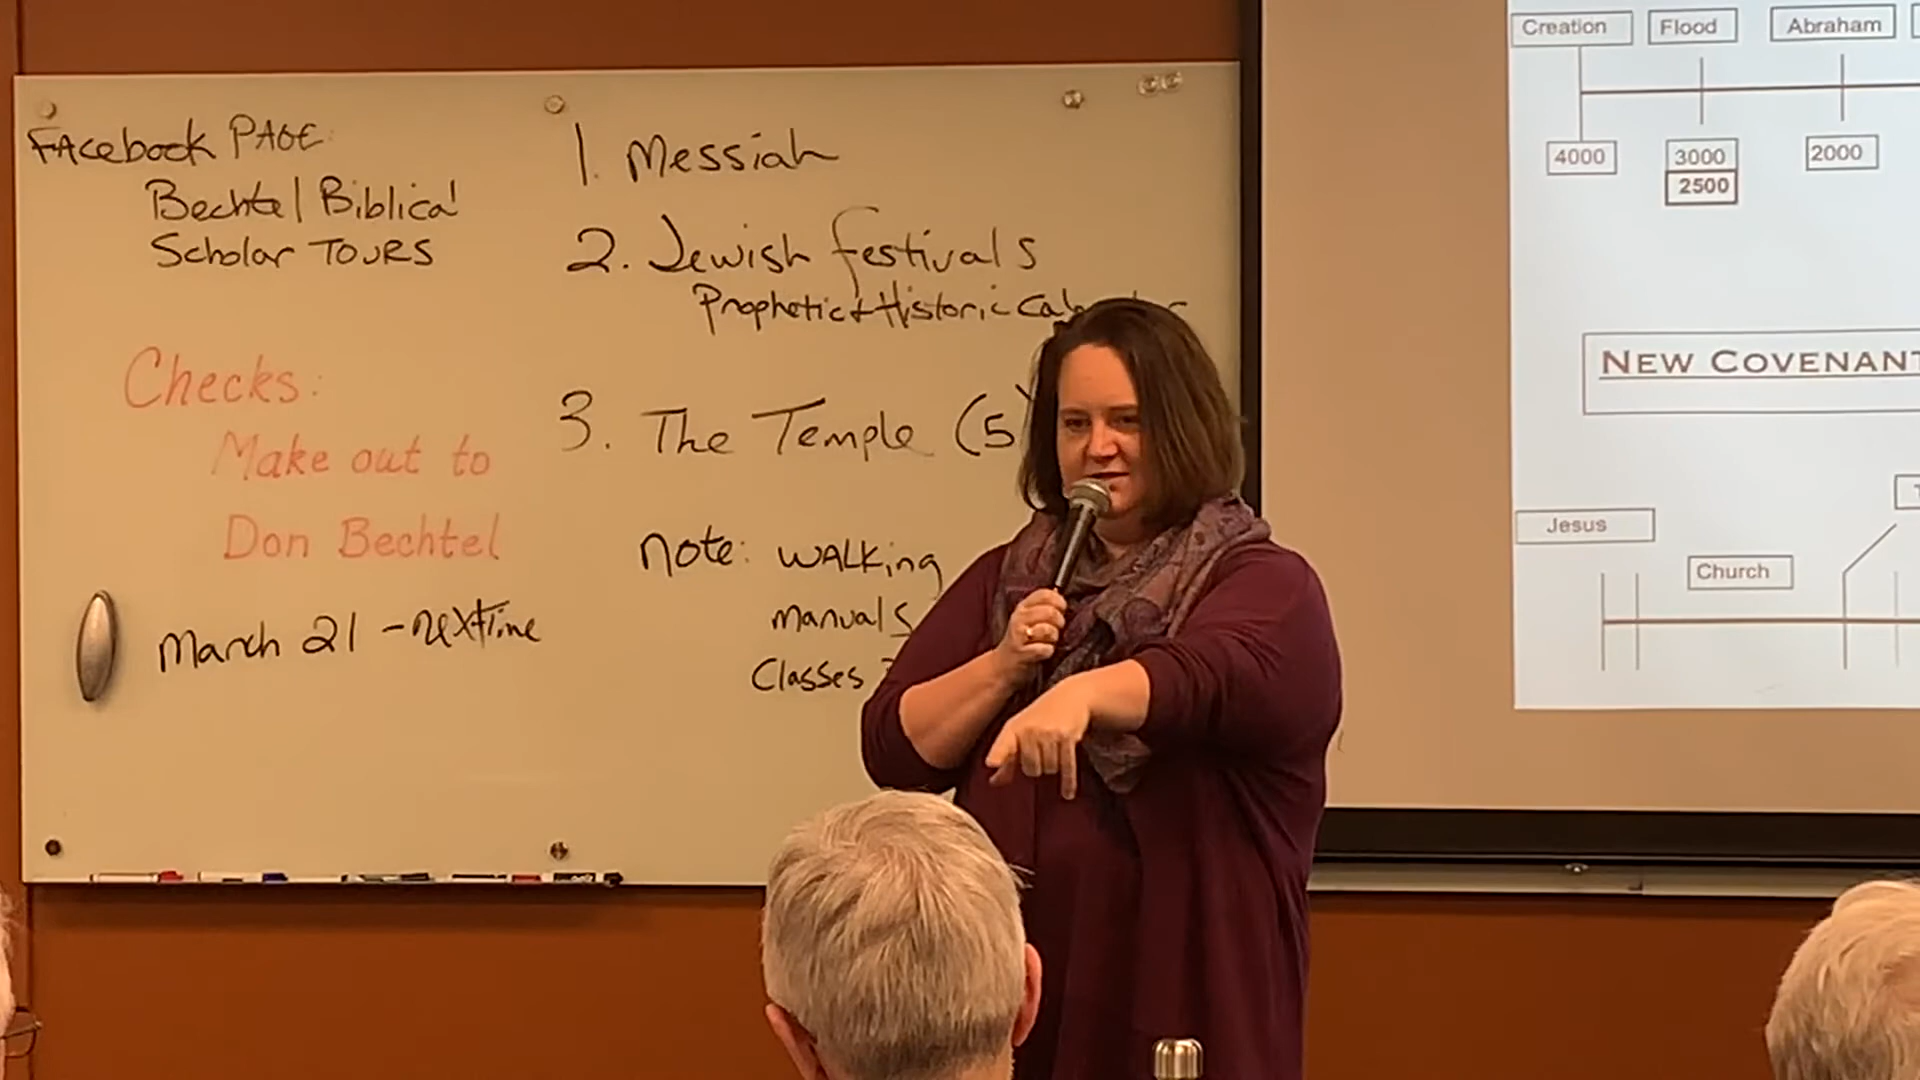 FAcebook PAGE:
Bechtel Biblical
Scholar TOURS
Checks:
Make out to
Don Bechtel
March 21 - next time
1. Messiah
2. Jewish festivals
Prophetic & Historic
3. The Temple (5)
note: WALKing
manuals
Classes
Creation Flood Abraham
4000 3000 2000
2500
NEW COVENANT
Jesus
Church